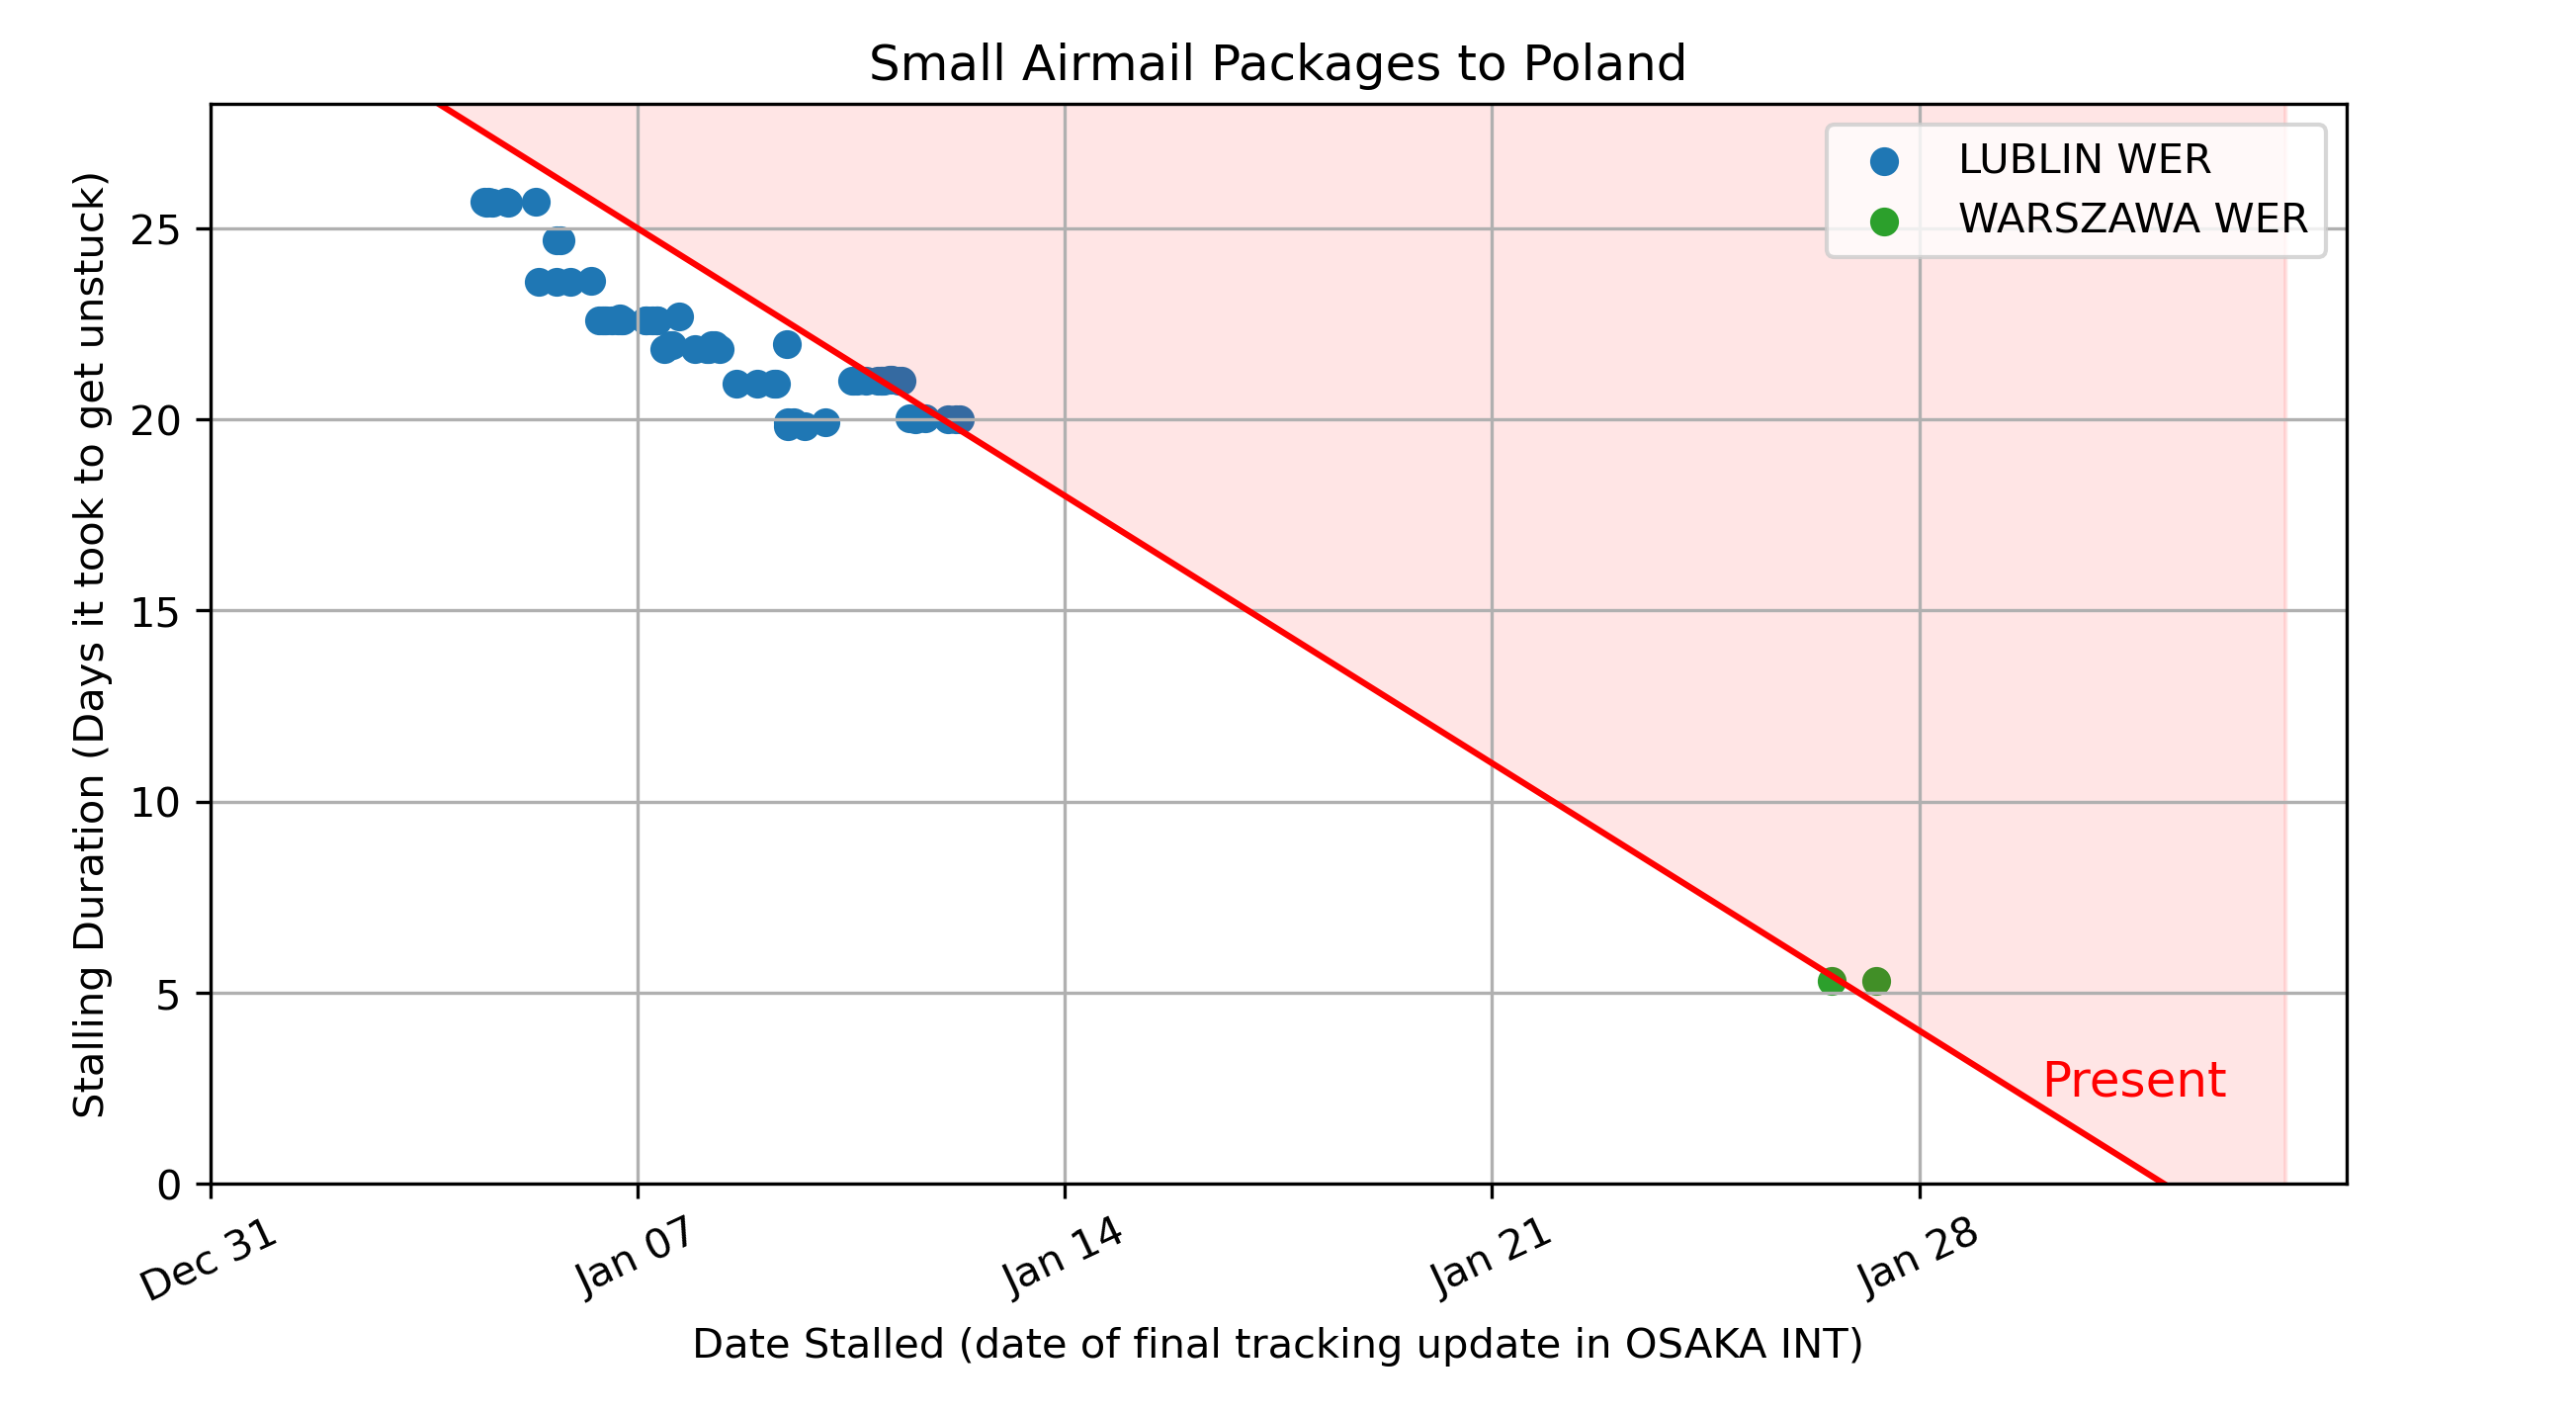 Small Airmail Packages to Poland
LUBLIN WER
WARSZAWA WER
Stalling Duration (Days it took to get unstuck)
25
20
15
10
5
0
Present
Dec 31
Jan 07
Jan 14
Jan 21
Jan 28
Date Stalled (date of final tracking update in OSAKA INT)